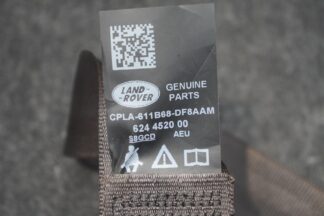 LAND-
ROVER
GENUINE
PARTS
CPLA-611B68-DF8AAM
624 4520 00
S8GCD AEU